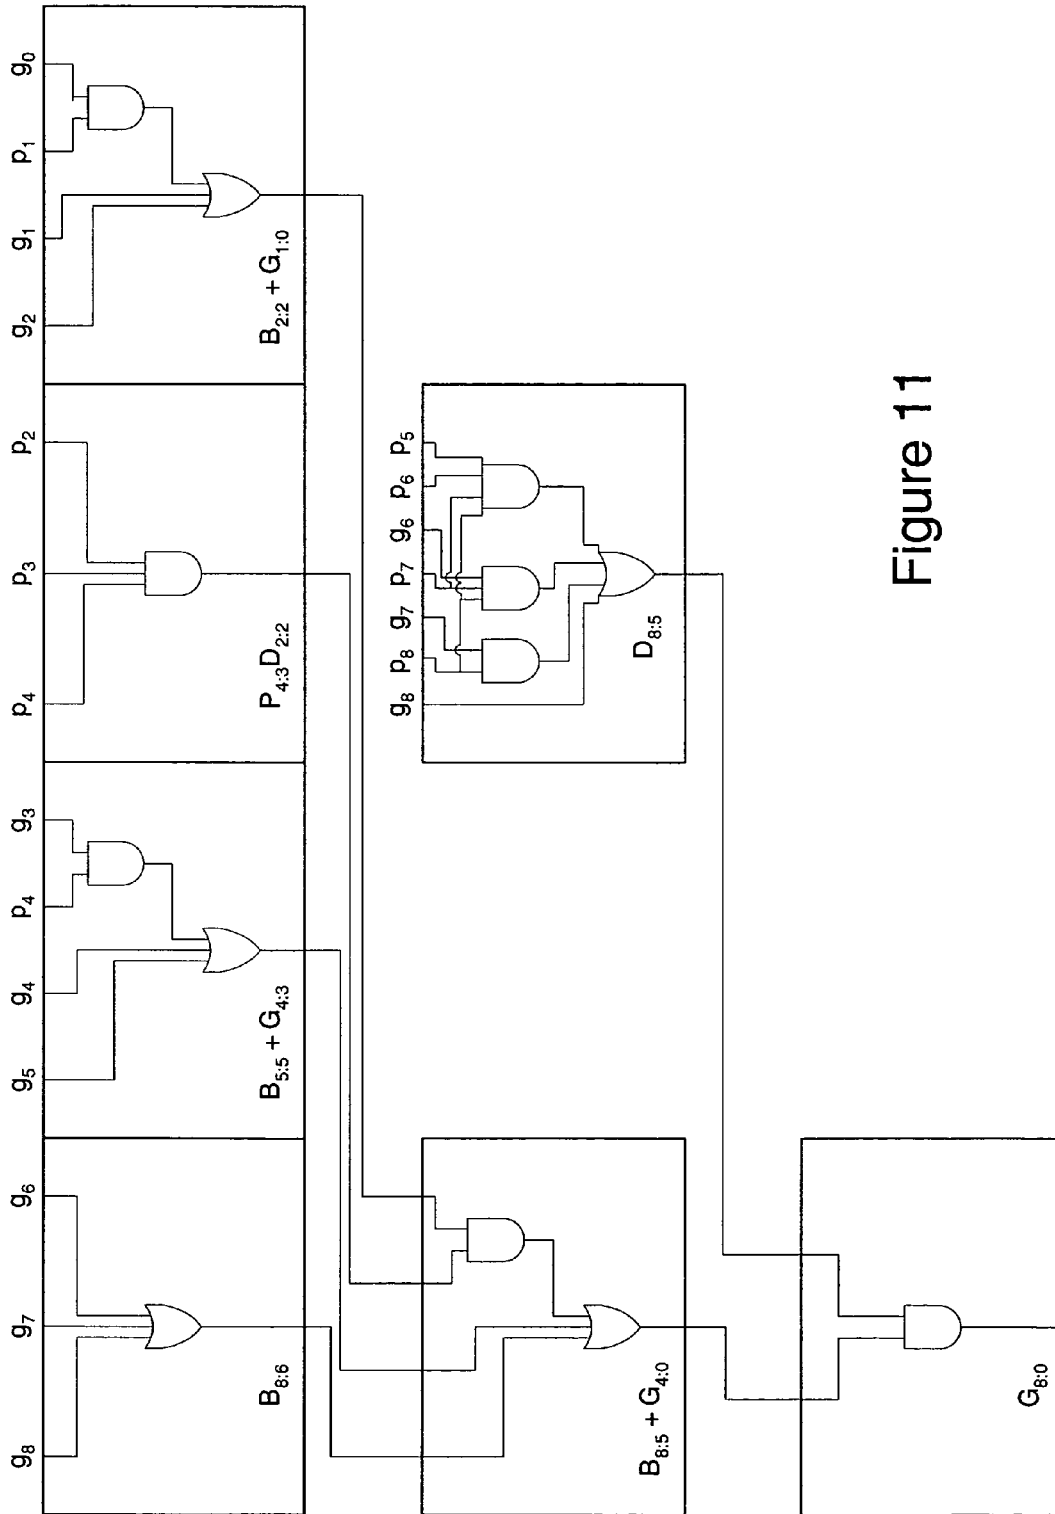 g8 g7 g6 g5 g4 p4 g3 p4 p3 p2 g2 g1 p1 g0
B8:6 B5:5 + G4:3 P4:3D2:2 B2:2 + G1:0
g8 p8 g7 p7 g6 p6 p5
B8:5 + G4:0 D8:5
G8:0
Figure 11